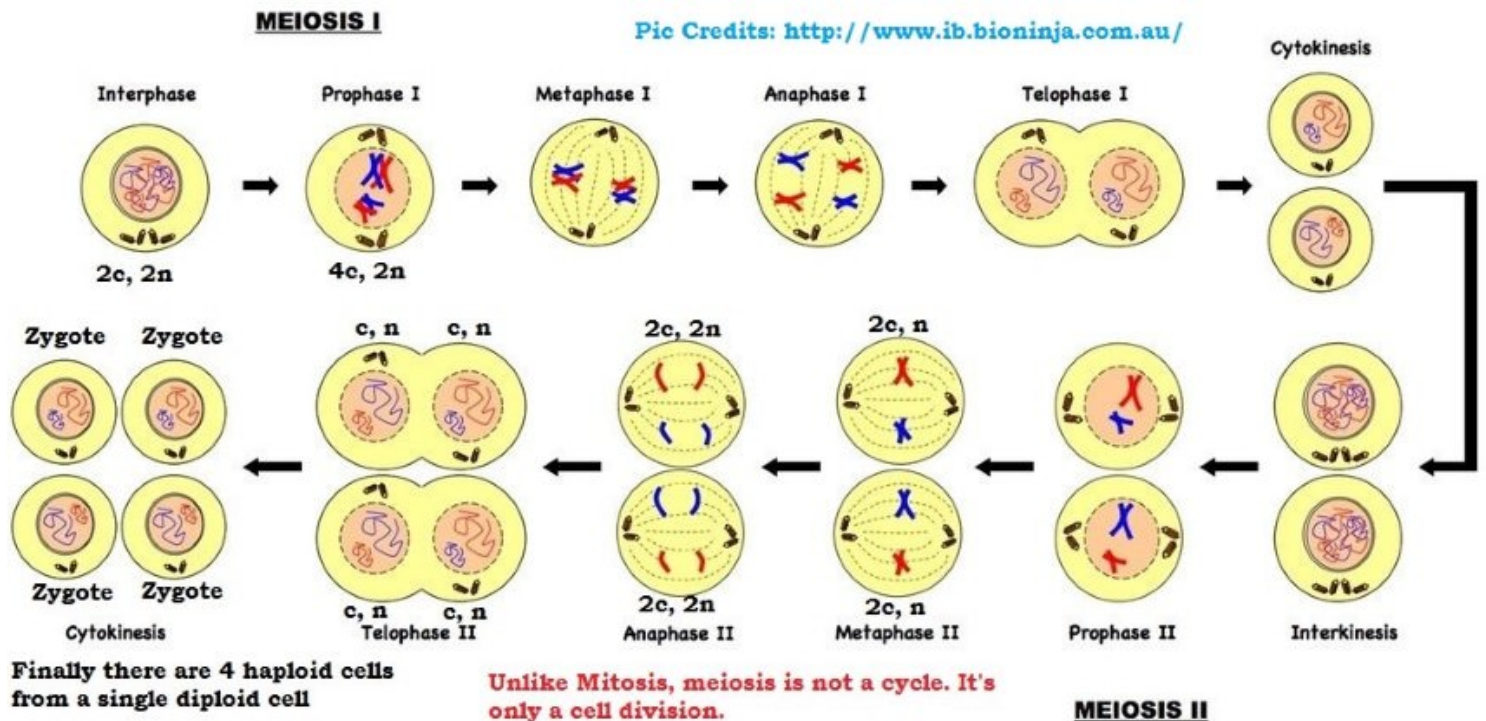 MEIOSIS I
Pic Credits: http://www.ib.bioninja.com.au/
Interphase
Prophase I
Metaphase I
Anaphase I
Telophase I
Cytokinesis
2c, 2n
4c, 2n
Zygote
Zygote
c, n
c, n
2c, 2n
2c, n
Zygote
Zygote
c, n
c, n
2c, 2n
2c, n
Cytokinesis
Telophase II
Anaphase II
Metaphase II
Prophase II
Interkinesis
Finally there are 4 haploid cells
from a single diploid cell
Unlike Mitosis, meiosis is not a cycle. It's
only a cell division.
MEIOSIS II